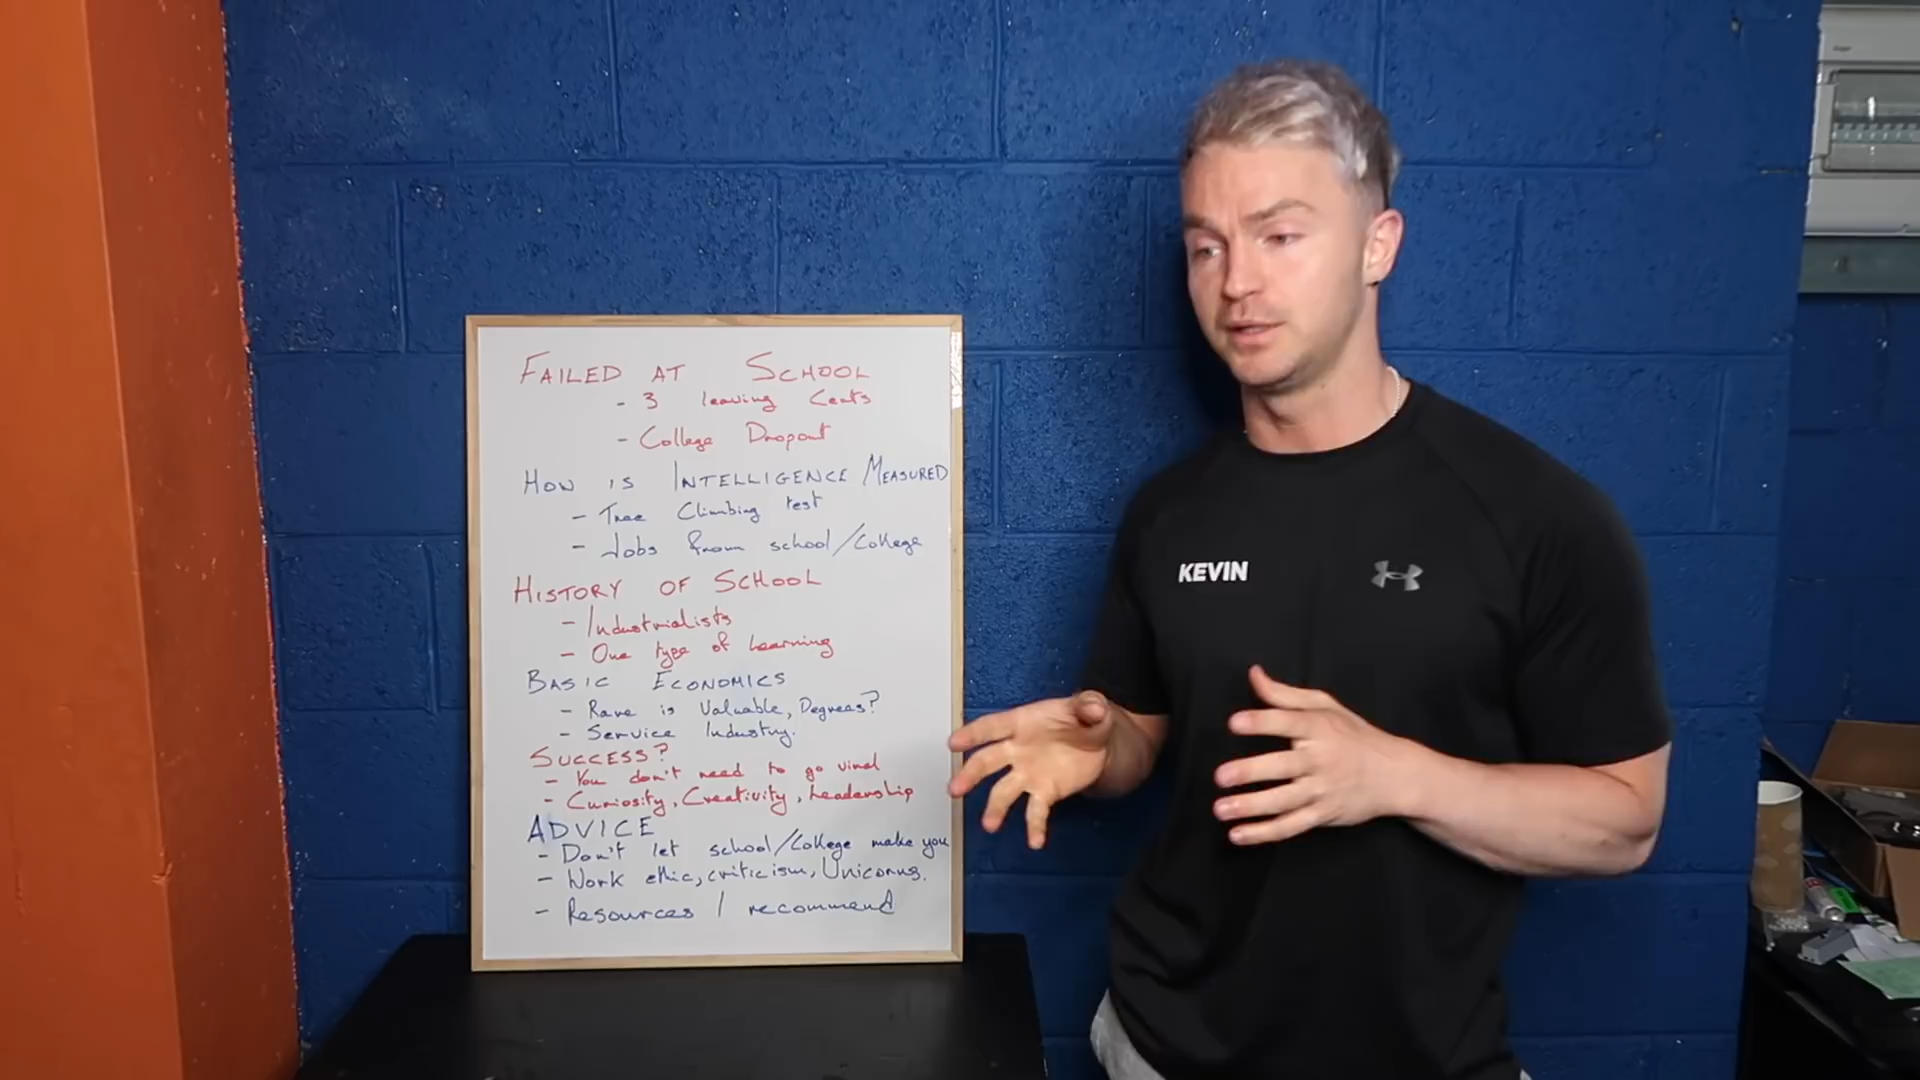 FAILED AT SCHOOL
- 3 leaving Certs
- College Dropout
HOW IS INTELLIGENCE MEASURED
- Tree Climbing test
- Jobs from school/College
HISTORY OF SCHOOL
- Industrialists
- One type of learning
BASIC ECONOMICS
- Rare is Valuable, Degrees?
- Service Industry.
SUCCESS?
- You don't need to go viral
- Curiosity, Creativity, Leadership
ADVICE
- Don't let school/College make you
- Work ethic, criticism, Unicorns.
- Resources I recommend
KEVIN